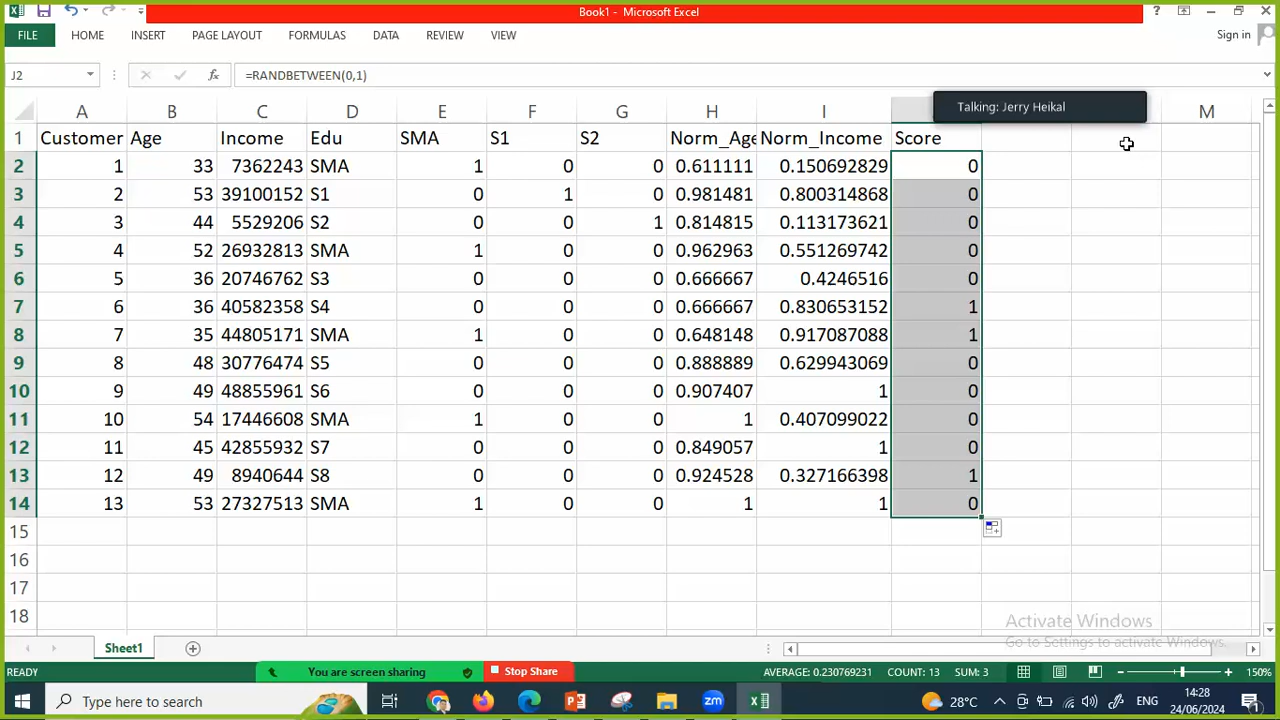 Book1 - Microsoft Excel
?
FILE HOME INSERT PAGE LAYOUT FORMULAS DATA REVIEW VIEW Sign in
J2 fx =RANDBETWEEN(0,1)
Talking: Jerry Heikal
A B C D E F G H I M
1 Customer Age Income Edu SMA S1 S2 Norm_Age Norm_Income Score
2 1 33 7362243 SMA 1 0 0 0.611111 0.150692829 0
3 2 53 39100152 S1 0 1 0 0.981481 0.800314868 0
4 3 44 5529206 S2 0 0 1 0.814815 0.113173621 0
5 4 52 26932813 SMA 1 0 0 0.962963 0.551269742 0
6 5 36 20746762 S3 0 0 0 0.666667 0.4246516 0
7 6 36 40582358 S4 0 0 0 0.666667 0.830653152 1
8 7 35 44805171 SMA 1 0 0 0.648148 0.917087088 1
9 8 48 30776474 S5 0 0 0 0.888889 0.629943069 0
10 9 49 48855961 S6 0 0 0 0.907407 1 0
11 10 54 17446608 SMA 1 0 0 1 0.407099022 0
12 11 45 42855932 S7 0 0 0 0.849057 1 0
13 12 49 8940644 S8 0 0 0 0.924528 0.327166398 1
14 13 53 27327513 SMA 1 0 0 1 1 0
15
16
17
18
Activate Windows
Go to Settings to activate Windows.
Sheet1
READY You are screen sharing Stop Share AVERAGE: 0.230769231 COUNT: 13 SUM: 3 150%
Type here to search zm 28°C ENG 14:28
24/06/2024 1